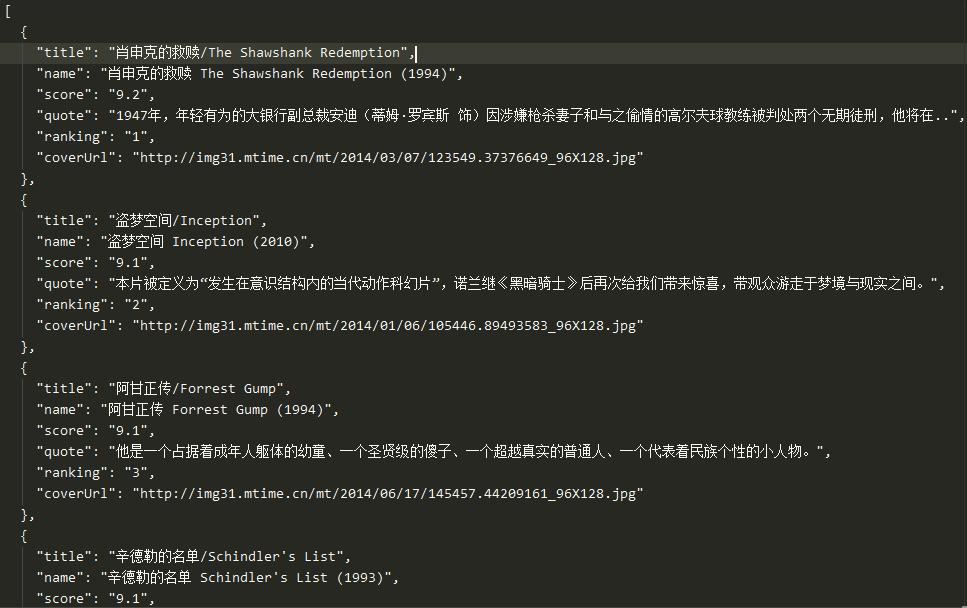 [
{
"title": "肖申克的救赎/The Shawshank Redemption",
"name": "肖申克的救赎 The Shawshank Redemption (1994)",
"score": "9.2",
"quote": "1947年，年轻有为的大银行副总裁安迪（蒂姆·罗宾斯 饰）因涉嫌枪杀妻子和与之偷情的高尔夫球教练被判处两个无期徒刑，他将在..",
"ranking": "1",
"coverUrl": "http://img31.mtime.cn/mt/2014/03/07/123549.37376649_96X128.jpg"
},
{
"title": "盗梦空间/Inception",
"name": "盗梦空间 Inception (2010)",
"score": "9.1",
"quote": "本片被定义为“发生在意识结构内的当代动作科幻片”，诺兰继《黑暗骑士》后再次给我们带来惊喜，带观众游走于梦境与现实之间。",
"ranking": "2",
"coverUrl": "http://img31.mtime.cn/mt/2014/01/06/105446.89493583_96X128.jpg"
},
{
"title": "阿甘正传/Forrest Gump",
"name": "阿甘正传 Forrest Gump (1994)",
"score": "9.1",
"quote": "他是一个占据着成年人躯体的幼童、一个圣贤级的傻子、一个超越真实的普通人、一个代表着民族个性的小人物。",
"ranking": "3",
"coverUrl": "http://img31.mtime.cn/mt/2014/06/17/145457.44209161_96X128.jpg"
},
{
"title": "辛德勒的名单/Schindler's List",
"name": "辛德勒的名单 Schindler's List (1993)",
"score": "9.1",